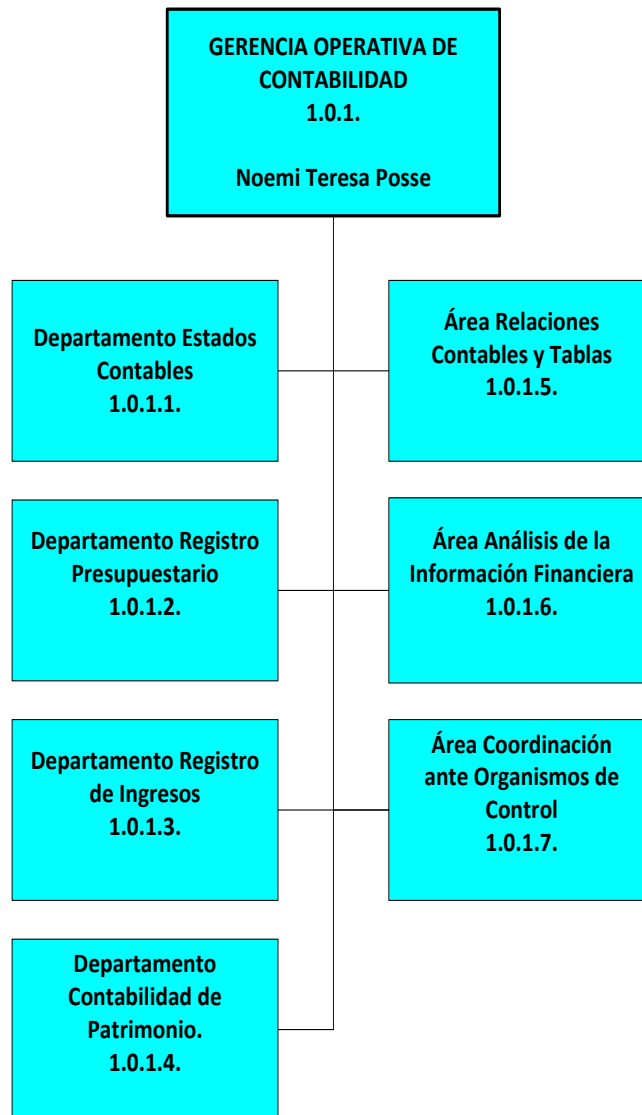 GERENCIA OPERATIVA DE
CONTABILIDAD
1.0.1.
Noemi Teresa Posse
Departamento Estados
Contables
1.0.1.1.
Área Relaciones
Contables y Tablas
1.0.1.5.
Departamento Registro
Presupuestario
1.0.1.2.
Área Análisis de la
Información Financiera
1.0.1.6.
Departamento Registro
de Ingresos
1.0.1.3.
Área Coordinación
ante Organismos de
Control
1.0.1.7.
Departamento
Contabilidad de
Patrimonio.
1.0.1.4.